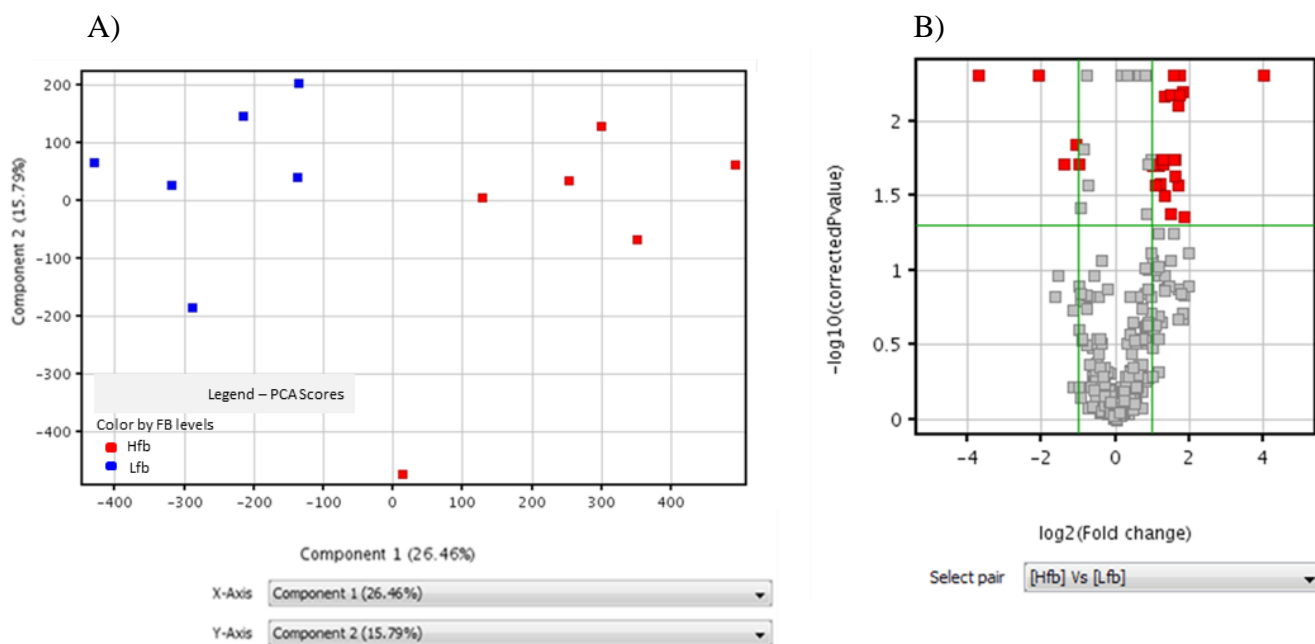 A)
200
100
0
-100
-200
-300
-400
Component 2 (15.79%)
Legend – PCA Scores
Color by FB levels
Hfb
Lfb
-400 -300 -200 -100 0 100 200 300 400
Component 1 (26.46%)
X-Axis Component 1 (26.46%)
Y-Axis Component 2 (15.79%)
B)
2
1.5
1
0.5
0
-log10(correctedPvalue)
-4 -2 0 2 4
log2(Fold change)
Select pair [Hfb] Vs [Lfb]